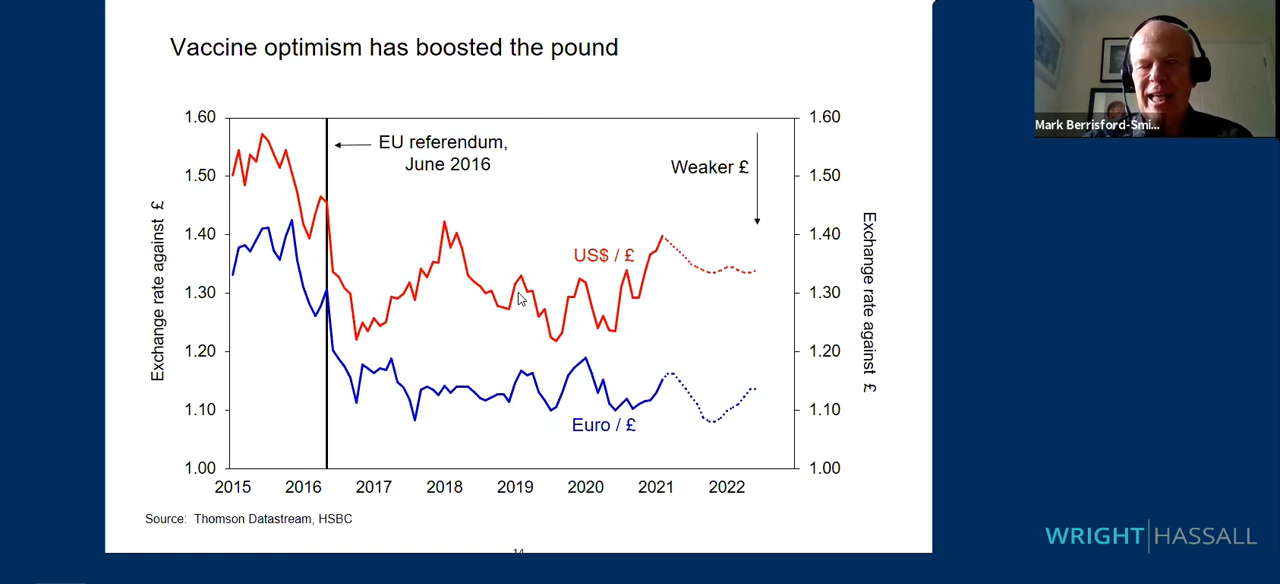 Vaccine optimism has boosted the pound
Mark Berrisford-Smi...
1.60
1.50
1.40
1.30
1.20
1.10
1.00
Exchange rate against £
EU referendum,
June 2016
Weaker £
US$ / £
Euro / £
1.60
1.50
1.40
1.30
1.20
1.10
1.00
Exchange rate against £
2015 2016 2017 2018 2019 2020 2021 2022
Source: Thomson Datastream, HSBC
14
WRIGHT|HASSALL